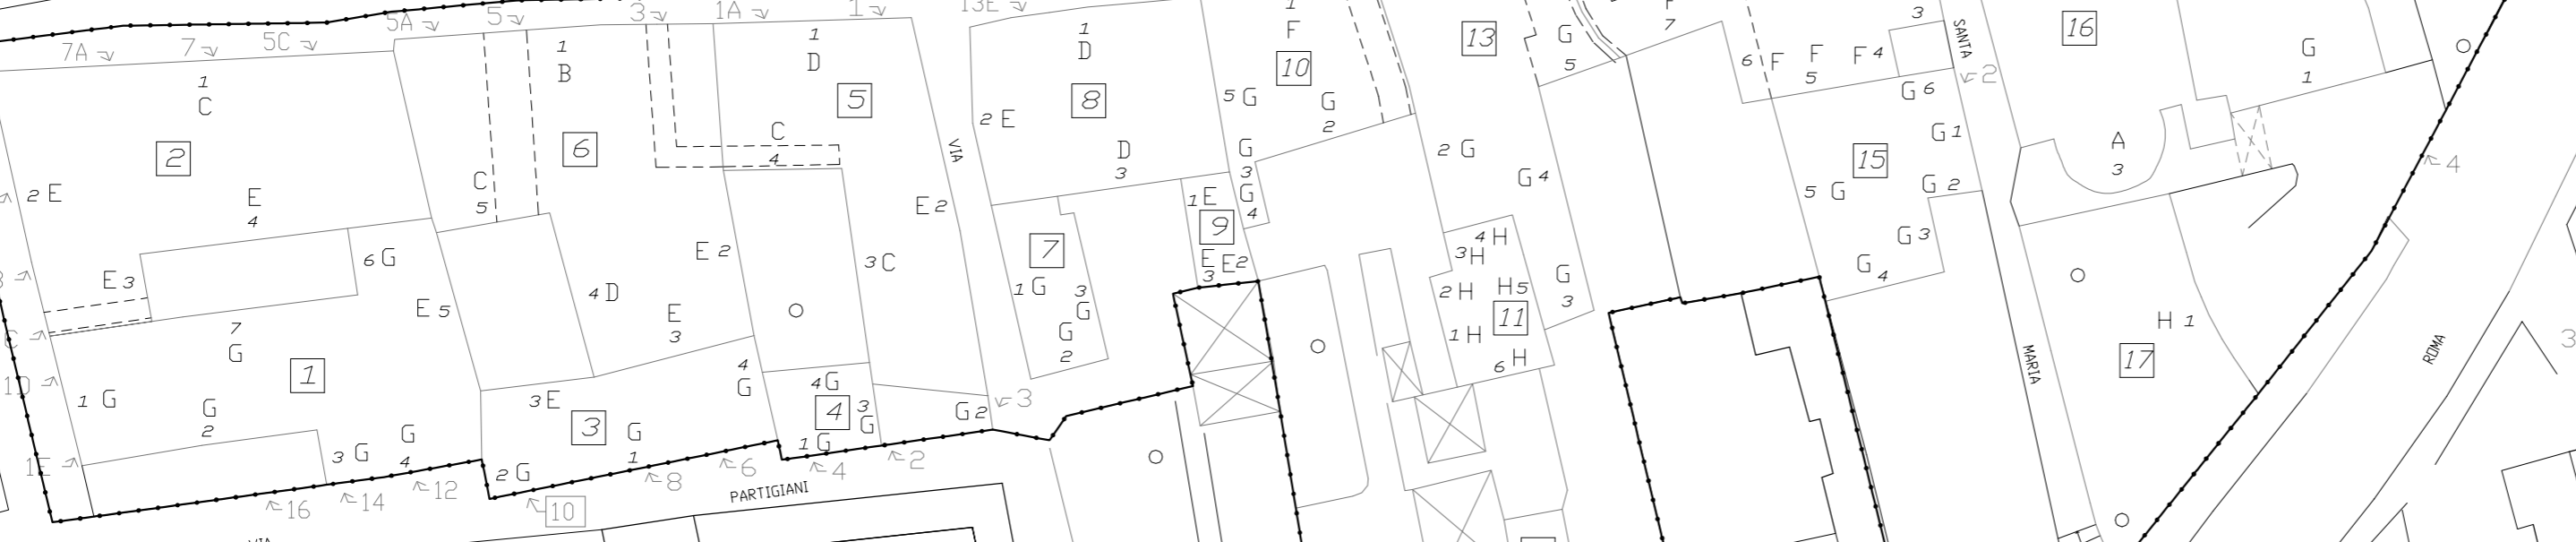 5A 5 3 1A 1 13E
7A 7 5C
1 C
1 B
1 D
1 D
1 F
F 7
3
2
6
5
8
10
13
16
15
C 4
C 5
2 E
E 4
E 3
6 G
E 5
7 G
1
1 G
G 2
3 G
G 4
4 D
E 2
E 3
3 E
3
G 1
2 G
4 G
3 C
E 2
4 G
4
3 G
1 G
G 2
3
VIA
2 E
D 3
7
1 G
3 G
G 2
5 G
G 3
G 4
1 E
9
E 3
E 2
G 2
G 5
2 G
G 4
4 H
3 H
2 H
H 5
1 H
11
6 H
G 3
6 F
F 5
F 4
SANTA
2
G 6
G 1
5 G
G 2
G 3
G 4
MARIA
G 1
A 3
H 1
17
4
ROMA
3
1D
1E
16
14
12
10
8
6
4
2
VIA
PARTIGIANI